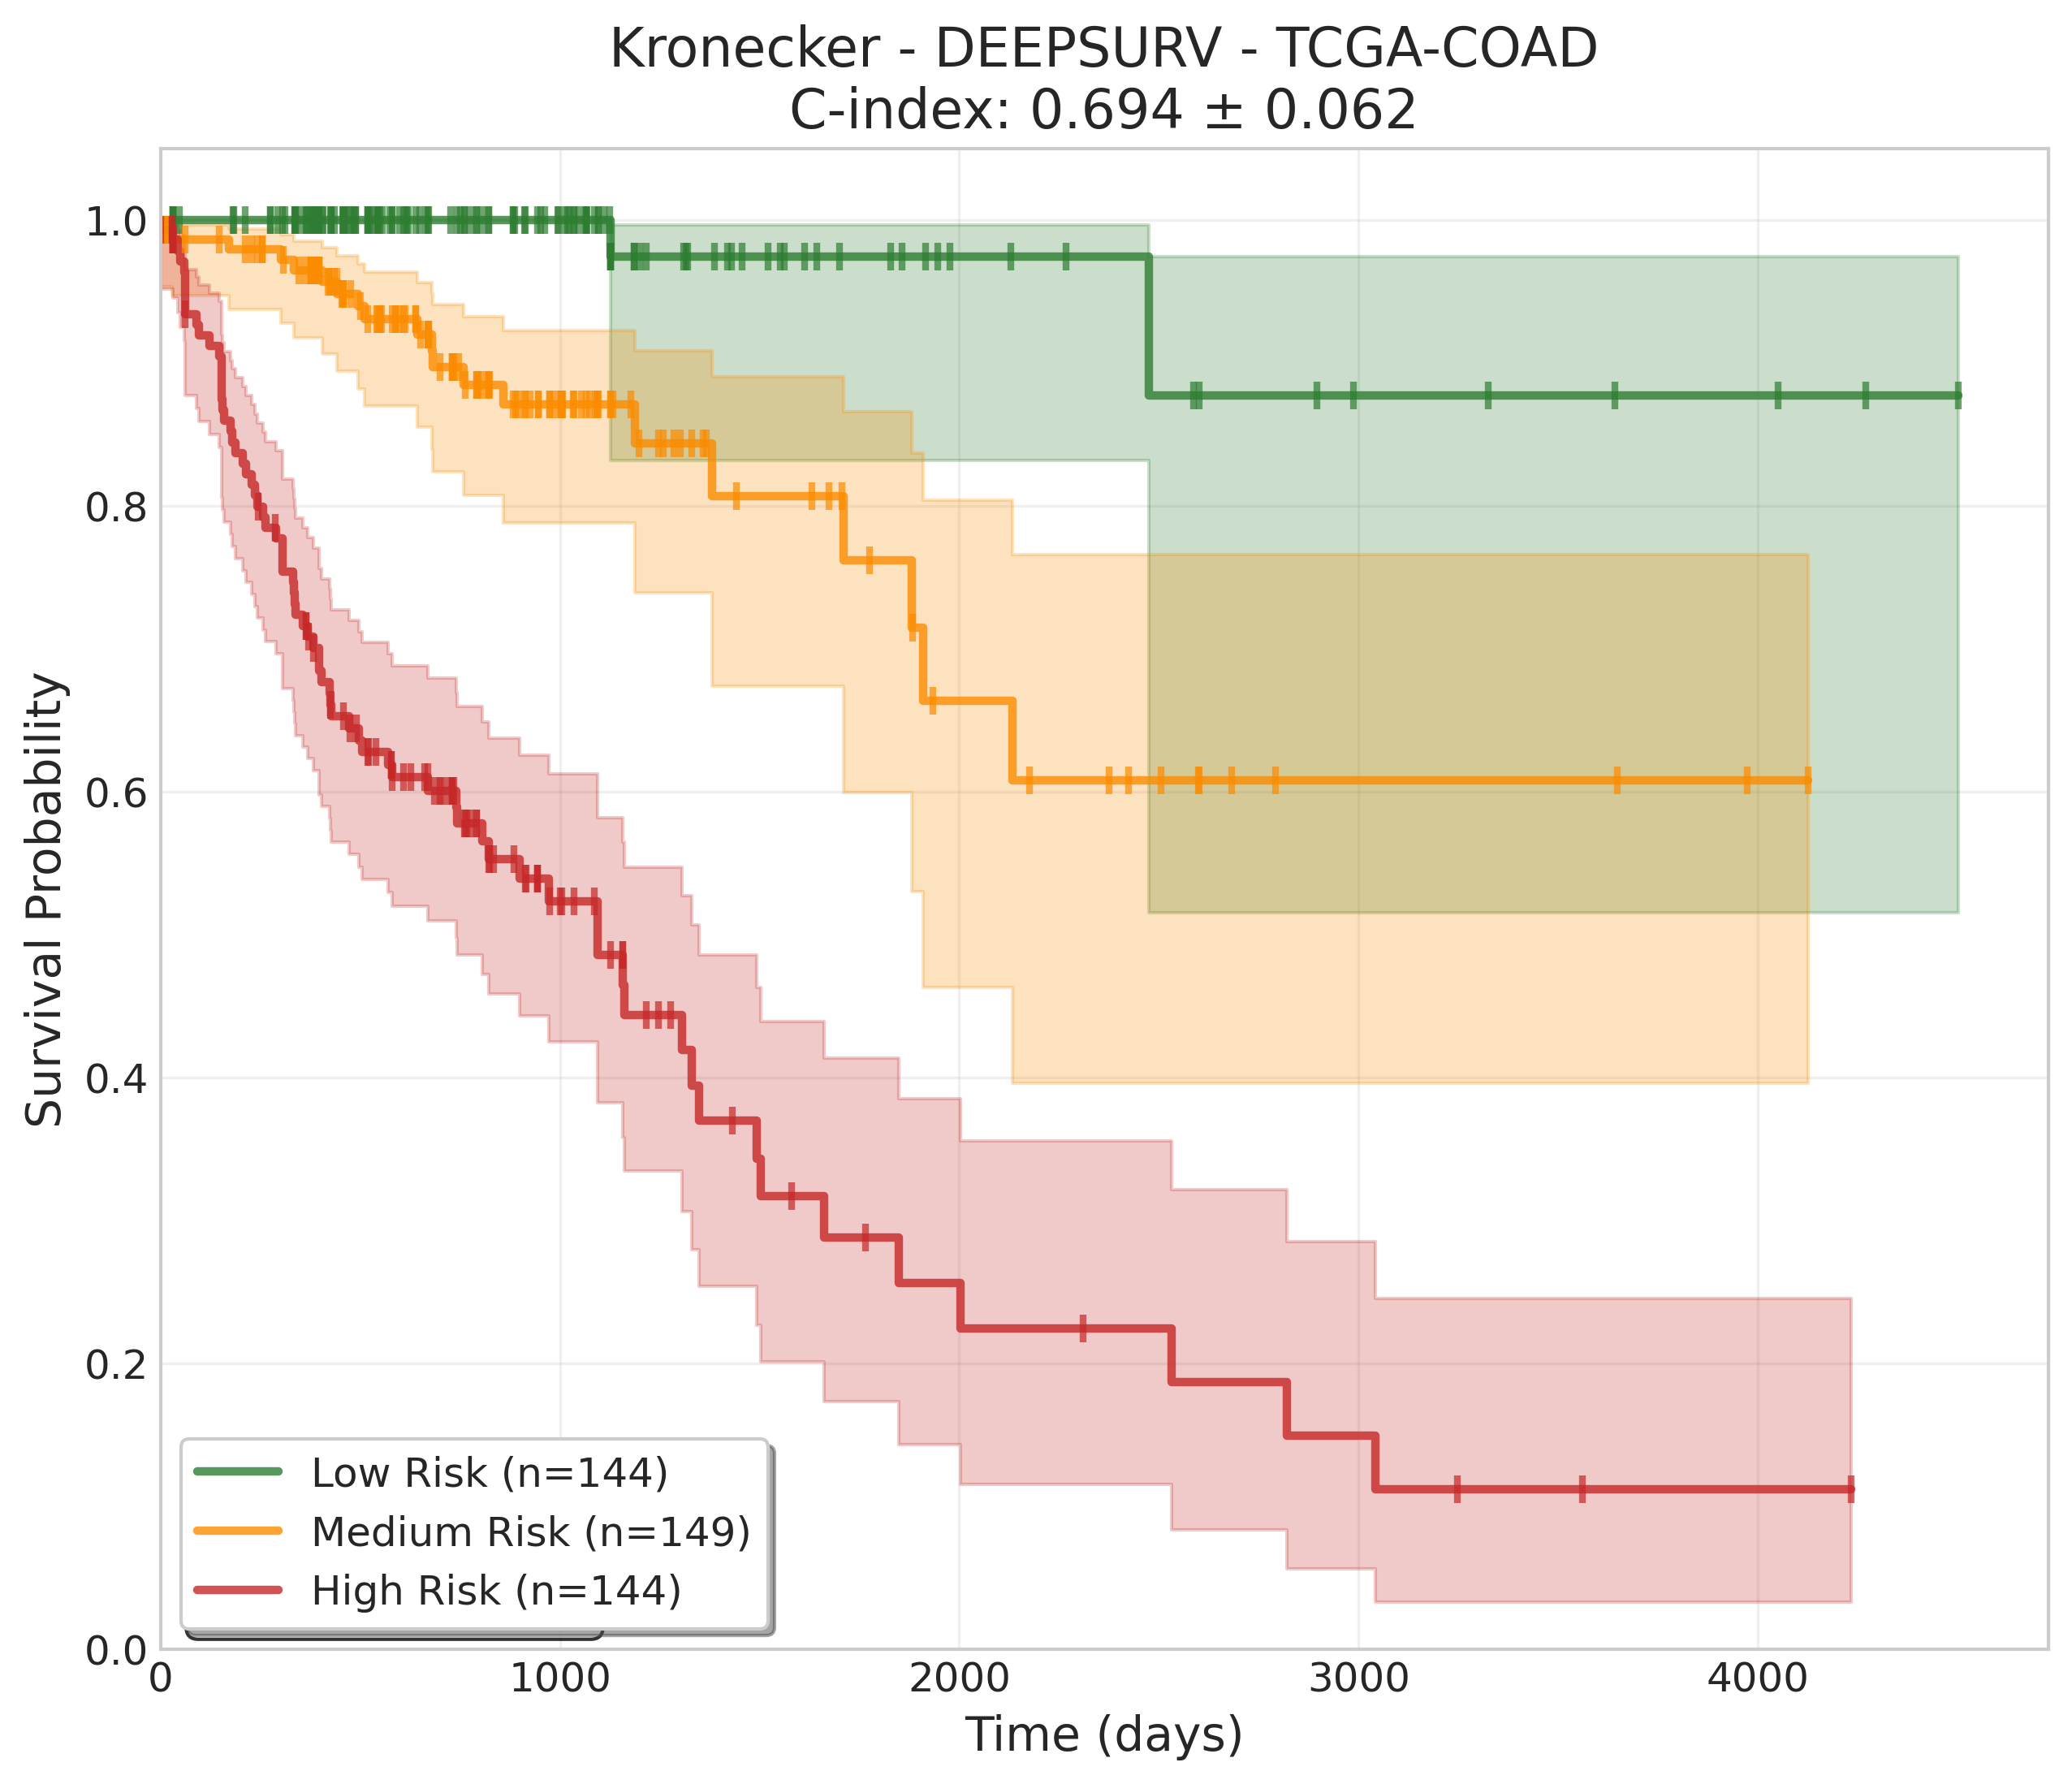 Kronecker - DEEPSURV - TCGA-COAD
C-index: 0.694 ± 0.062
Survival Probability
1.0
0.8
0.6
0.4
0.2
0.0
Low Risk (n=144)
Medium Risk (n=149)
High Risk (n=144)
0
1000
2000
3000
4000
Time (days)